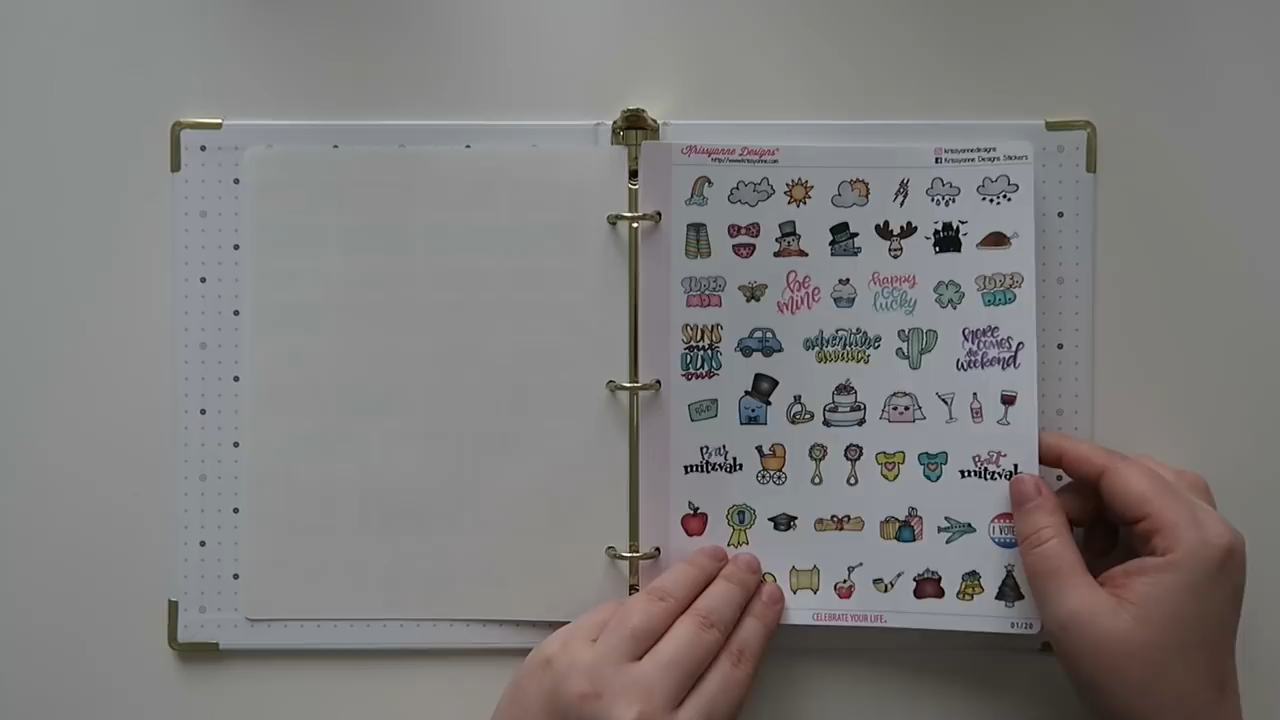 Krissyanne Designs®
http://www.krissyanne.com
krissyannedesigns
Krissyanne Designs Stickers
SUPER
MOM
be
mine
happy
GO
lucky
SUPER
DAD
SUNS
out
BUNS
out
adventure
awaits
Here
comes
the
weekend
RSVP
Bar
mitzvah
Bat
mitzvah
1
I VOTE
CELEBRATE YOUR LIFE.
01/20